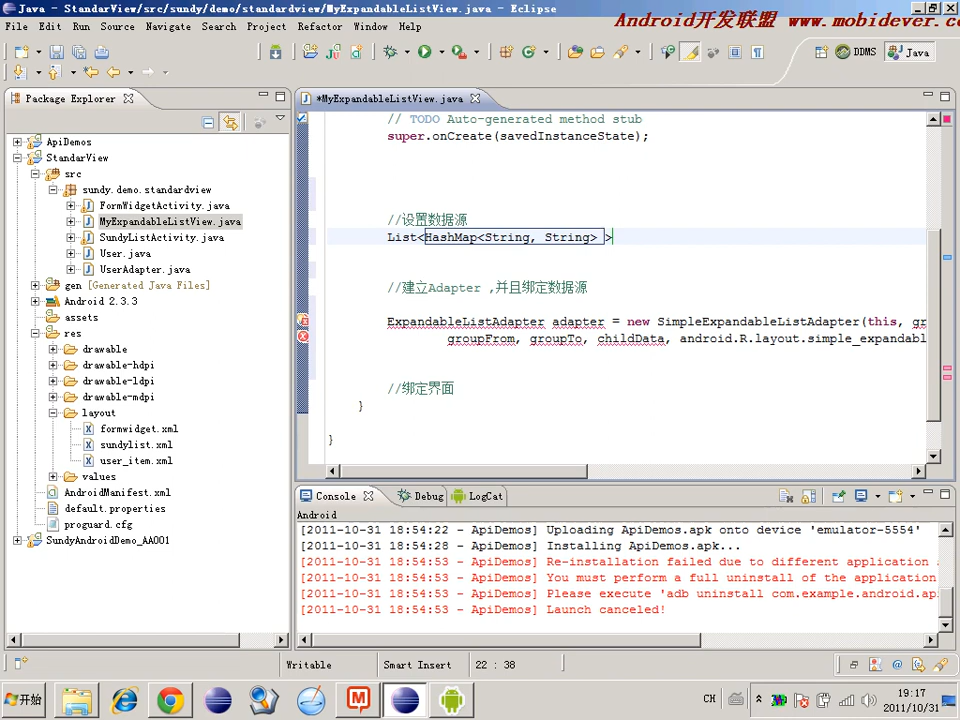 Java - StandarView/src/sundy/demo/standardview/MyExpandableListView.java - Eclipse
Android开发联盟 www.mobidever.co
File Edit Run Source Navigate Search Project Refactor Window Help
DDMS
Java
Package Explorer
*MyExpandableListView.java
ApiDemos
StandarView
src
sundy.demo.standardview
FormWidgetActivity.java
MyExpandableListView.java
SundyListActivity.java
User.java
UserAdapter.java
gen [Generated Java Files]
Android 2.3.3
assets
res
drawable
drawable-hdpi
drawable-ldpi
drawable-mdpi
layout
formwidget.xml
sundylist.xml
user_item.xml
values
AndroidManifest.xml
default.properties
proguard.cfg
SundyAndroidDemo_AA001
// TODO Auto-generated method stub
super.onCreate(savedInstanceState);
//设置数据源
List<HashMap<String, String> >
//建立Adapter ,并且绑定数据源
ExpandableListAdapter adapter = new SimpleExpandableListAdapter(this, gr
groupFrom, groupTo, childData, android.R.layout.simple_expandabl
//绑定界面
}
}
Console Debug LogCat
Android
[2011-10-31 18:54:22 - ApiDemos] Uploading ApiDemos.apk onto device 'emulator-5554'
[2011-10-31 18:54:28 - ApiDemos] Installing ApiDemos.apk...
[2011-10-31 18:54:53 - ApiDemos] Re-installation failed due to different application
[2011-10-31 18:54:53 - ApiDemos] You must perform a full uninstall of the application
[2011-10-31 18:54:53 - ApiDemos] Please execute 'adb uninstall com.example.android.ap
[2011-10-31 18:54:53 - ApiDemos] Launch canceled!
Writable Smart Insert 22 : 38
开始
CH
19:17
2011/10/31